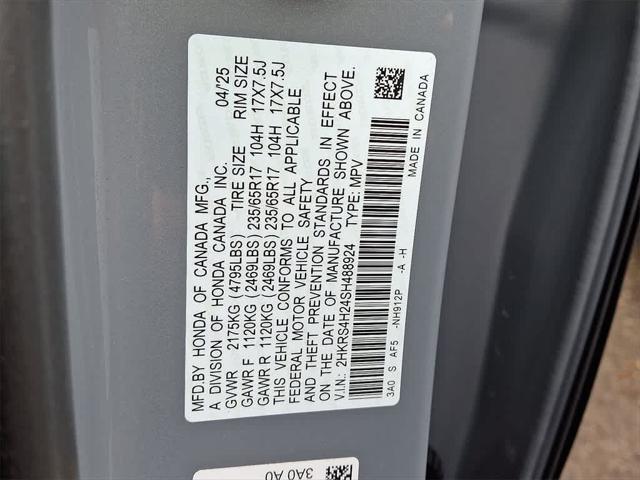 MFD.BY HONDA OF CANADA MFG., 04/'25
A DIVISION OF HONDA CANADA INC.
GVWR 2175KG (4795LBS) TIRE SIZE RIM SIZE
GAWR F 1120KG (2469LBS) 235/65R17 104H 17X7.5J
GAWR R 1120KG (2469LBS) 235/65R17 104H 17X7.5J
THIS VEHICLE CONFORMS TO ALL APPLICABLE
FEDERAL MOTOR VEHICLE SAFETY
AND THEFT PREVENTION STANDARDS IN EFFECT
ON THE DATE OF MANUFACTURE SHOWN ABOVE.
V.I.N.: 2HKRS4H24SH488924 TYPE: MPV
3A0 S AF5 -NH912P -A -H
MADE IN CANADA
3A0 A0